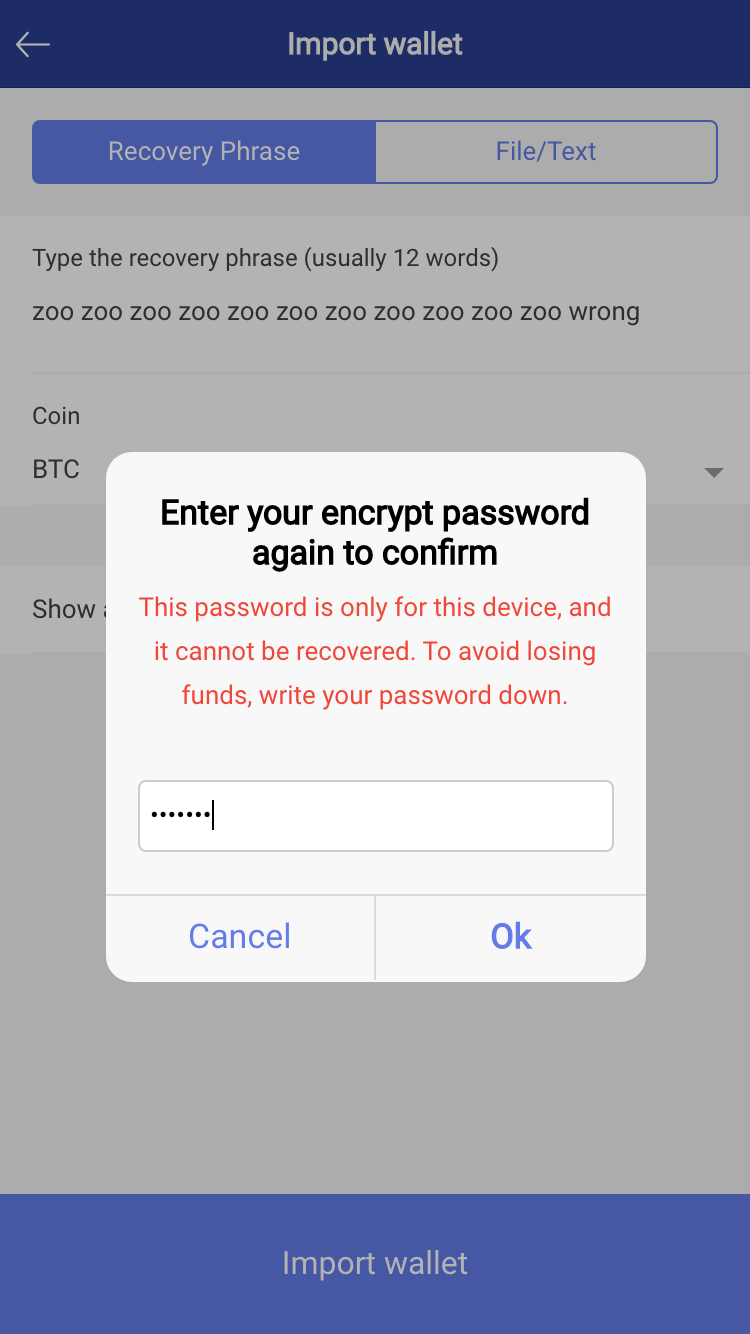 Import wallet
Recovery Phrase
File/Text
Type the recovery phrase (usually 12 words)
zoo zoo zoo zoo zoo zoo zoo zoo zoo zoo zoo wrong
Coin
BTC
Show
Enter your encrypt password
again to confirm
This password is only for this device, and
it cannot be recovered. To avoid losing
funds, write your password down.
•••••••
Cancel
Ok
Import wallet